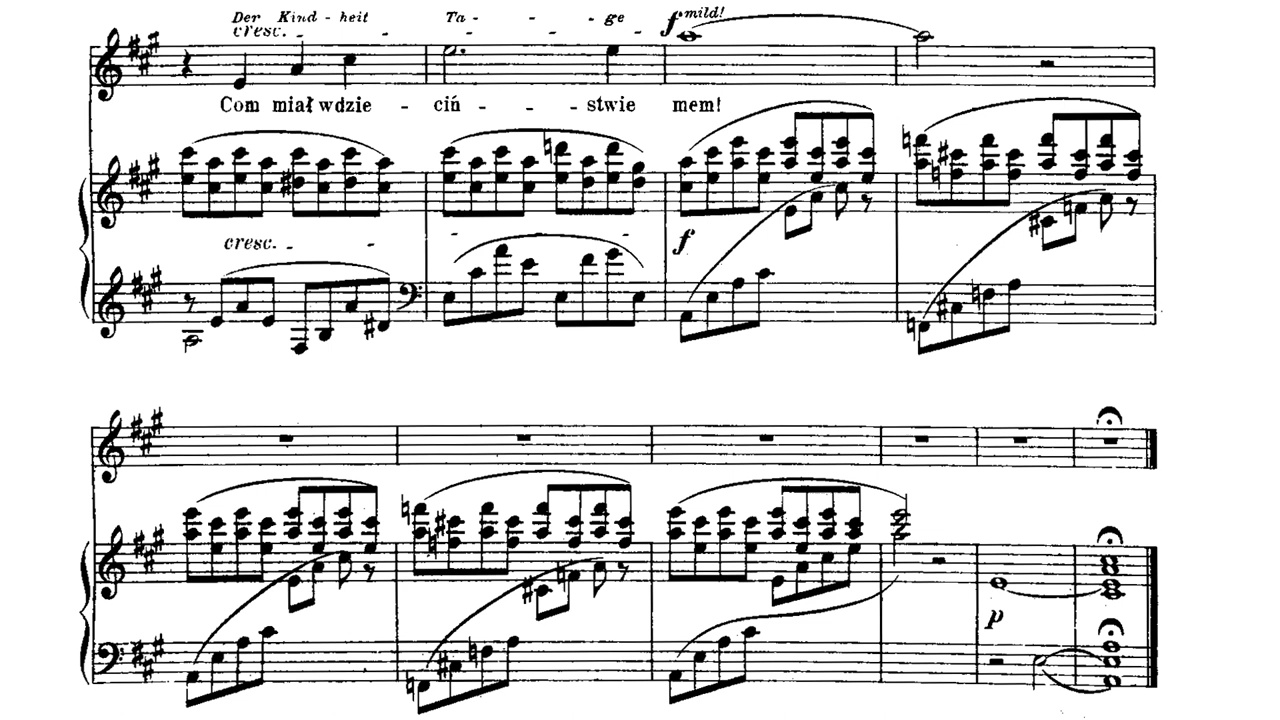 Der Kind - heit Ta - - - ge f mild!
cresc. - - - - - -
Com miał wdzie - ciń - - - stwie mem!
cresc. - - - - f
p